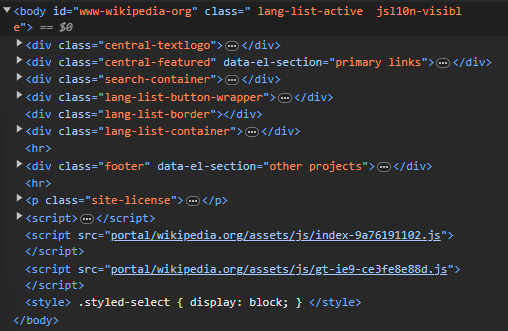 <body id="www-wikipedia-org" class=" lang-list-active  jsl10n-visibl
e"> == $0
<div class="central-textlogo">…</div>
<div class="central-featured" data-el-section="primary links">…</div>
<div class="search-container">…</div>
<div class="lang-list-button-wrapper">…</div>
<div class="lang-list-border"></div>
<div class="lang-list-container">…</div>
<hr>
<div class="footer" data-el-section="other projects">…</div>
<hr>
<p class="site-license">…</p>
<script>…</script>
<script src="portal/wikipedia.org/assets/js/index-9a76191102.js">
</script>
<script src="portal/wikipedia.org/assets/js/gt-ie9-ce3fe8e88d.js">
</script>
<style> .styled-select { display: block; } </style>
</body>